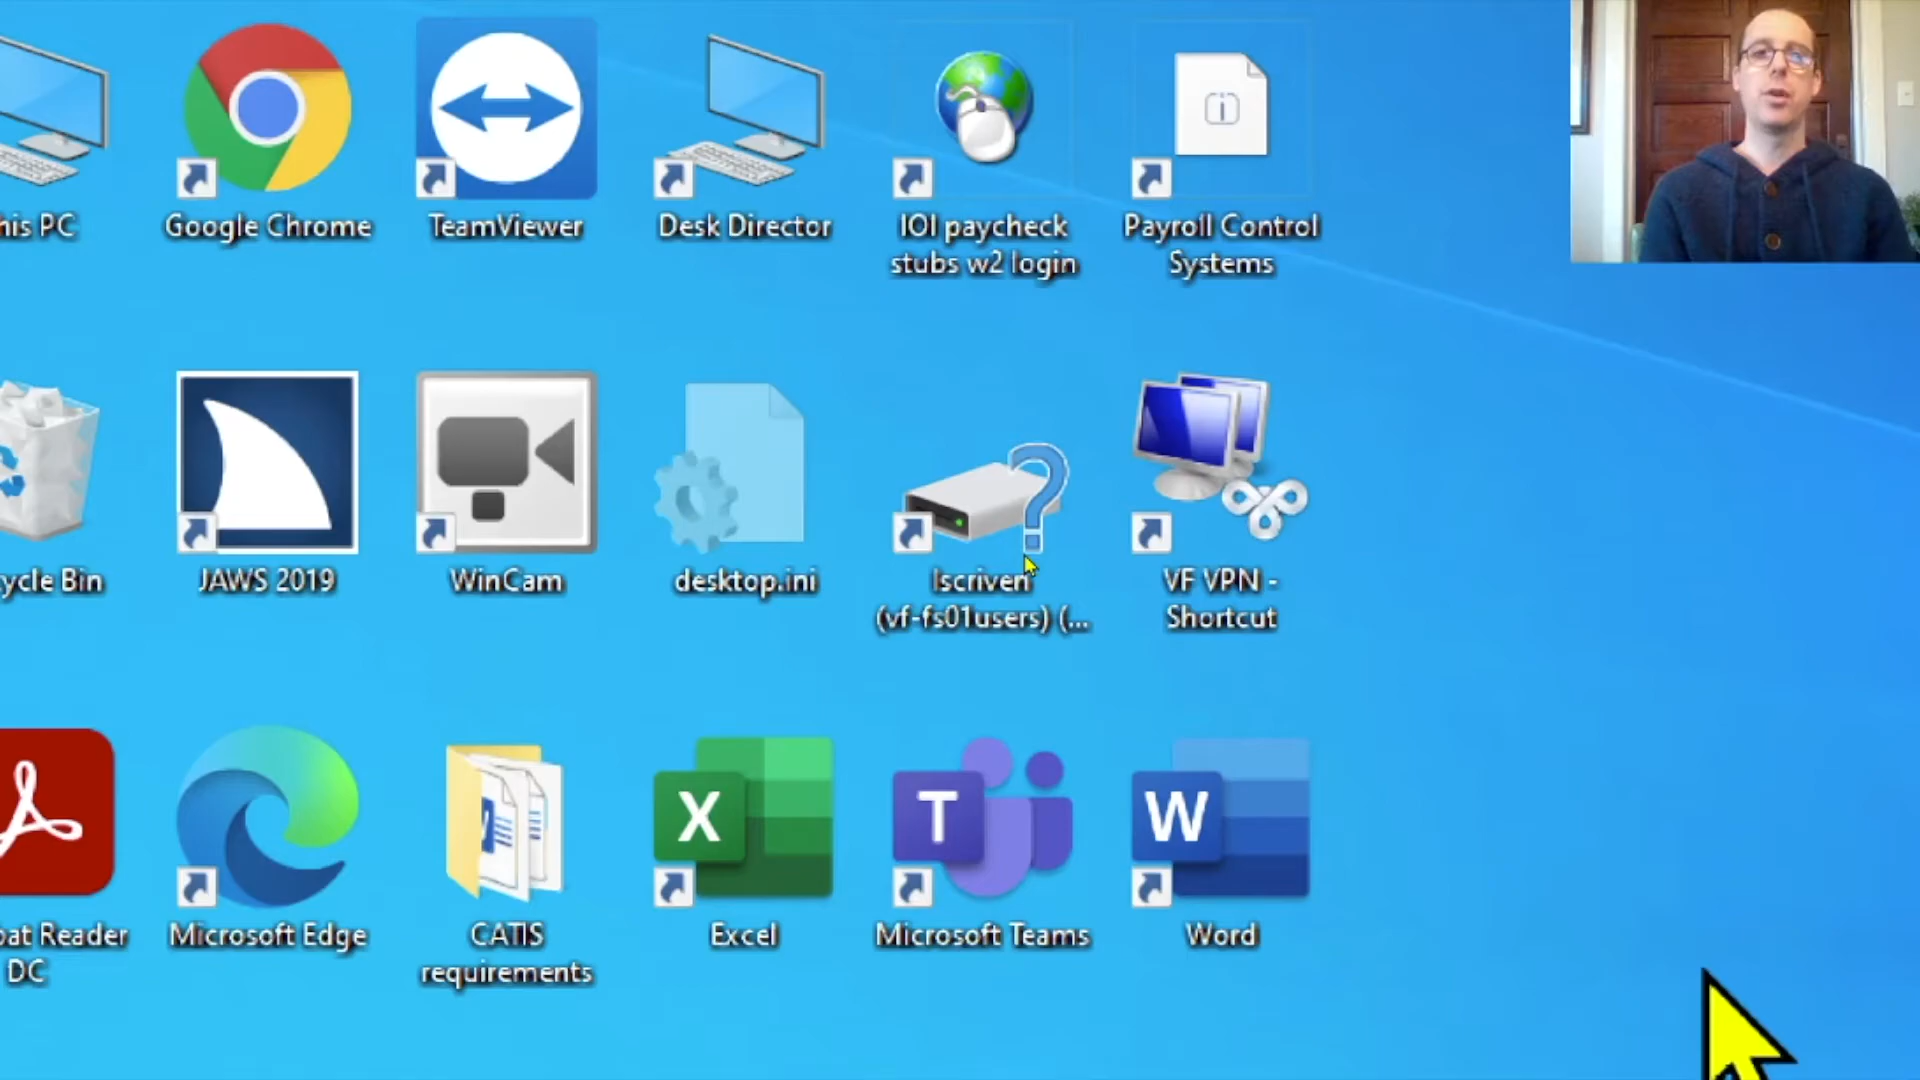 his PC
Google Chrome
TeamViewer
Desk Director
IOI paycheck
stubs w2 login
Payroll Control
Systems
ycle Bin
JAWS 2019
WinCam
desktop.ini
lscriven
(vf-fs01users) (...
VF VPN -
Shortcut
bat Reader
DC
Microsoft Edge
CATIS
requirements
X
Excel
T
Microsoft Teams
W
Word